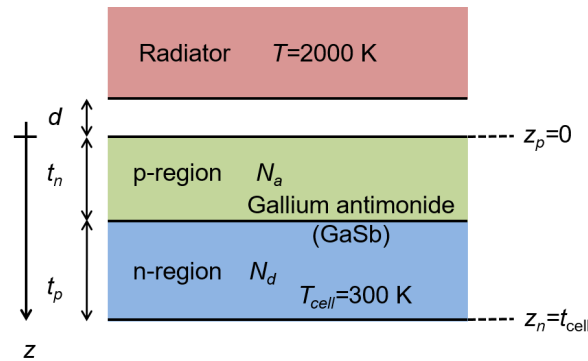 Radiator T=2000 K
d
z_p=0
t_n
p-region N_a
Gallium antimonide
(GaSb)
n-region N_d
t_p
T_cell=300 K
z_n=t_cell
z